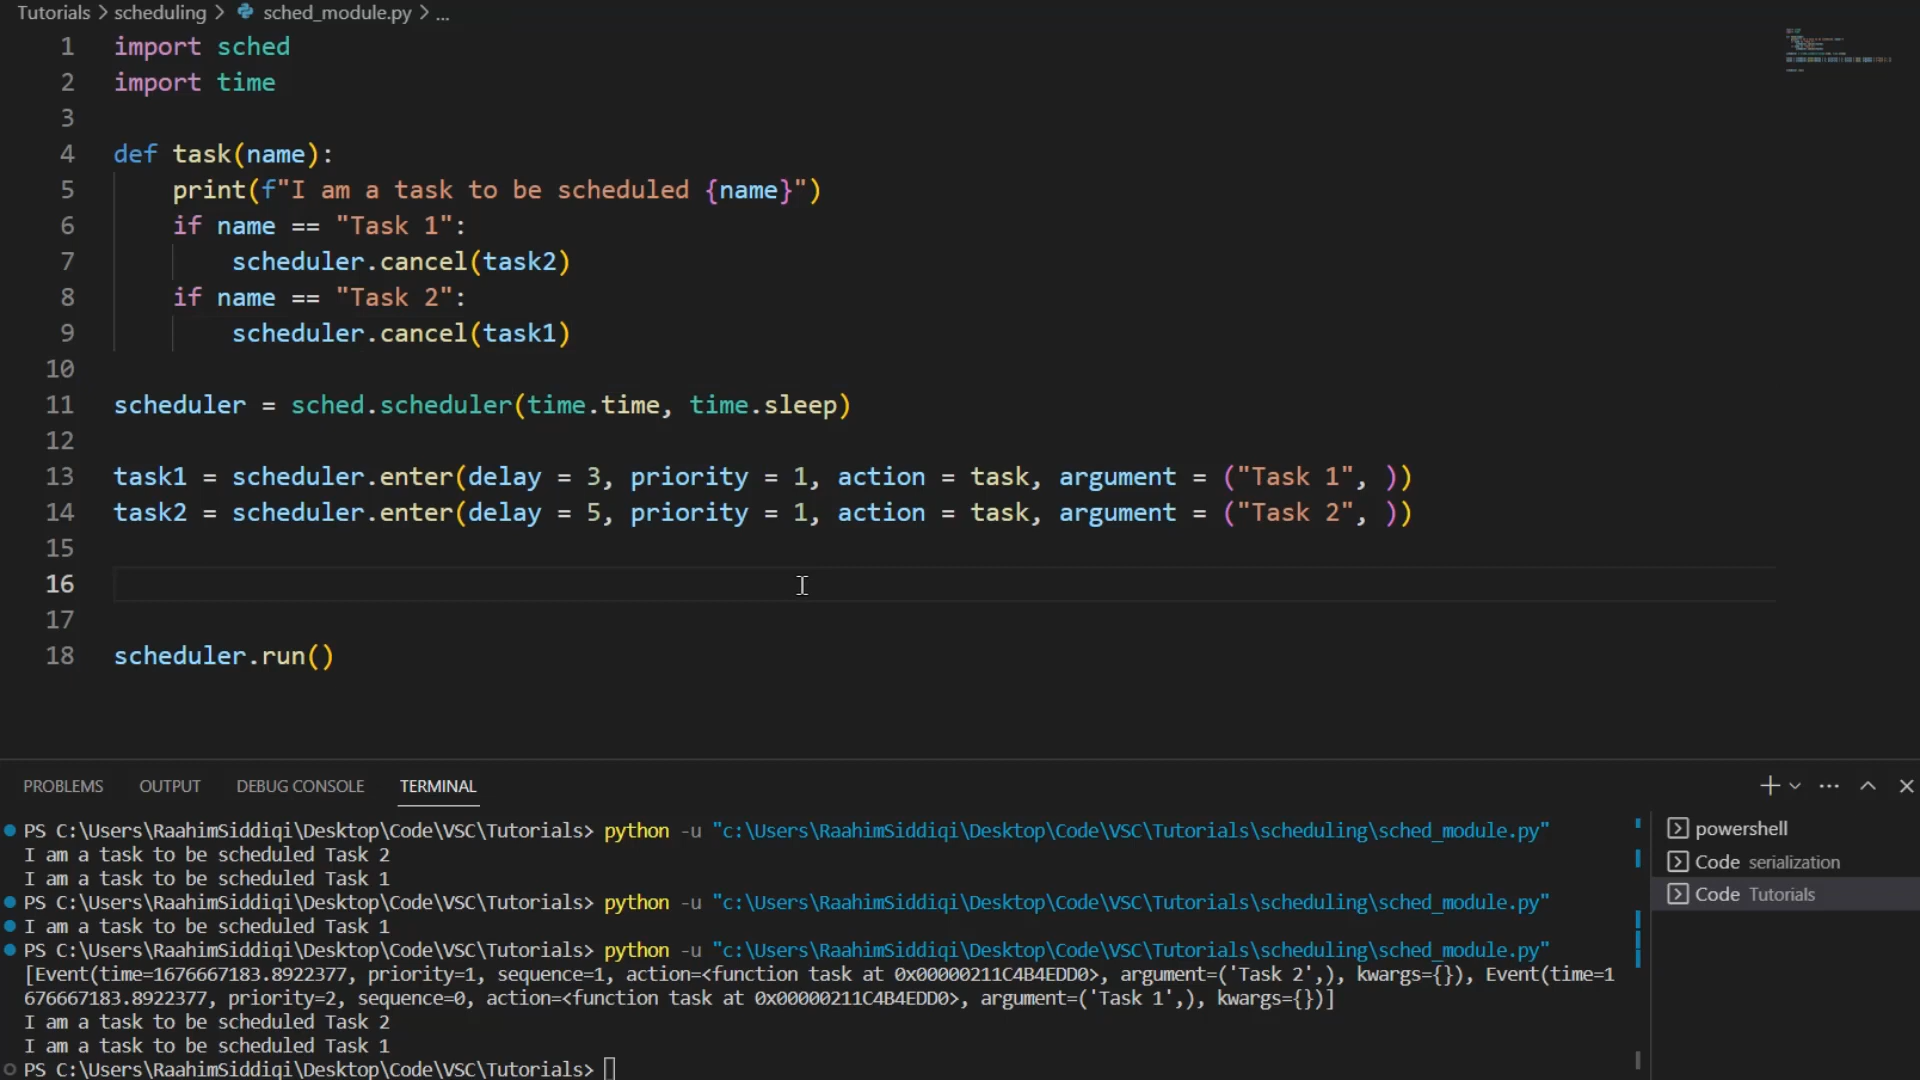 Tutorials > scheduling > sched_module.py > ...
1 import sched
2 import time
3
4 def task(name):
5 print(f"I am a task to be scheduled {name}")
6 if name == "Task 1":
7 scheduler.cancel(task2)
8 if name == "Task 2":
9 scheduler.cancel(task1)
10
11 scheduler = sched.scheduler(time.time, time.sleep)
12
13 task1 = scheduler.enter(delay = 3, priority = 1, action = task, argument = ("Task 1", ))
14 task2 = scheduler.enter(delay = 5, priority = 1, action = task, argument = ("Task 2", ))
15
16
17
18 scheduler.run()
PROBLEMS OUTPUT DEBUG CONSOLE TERMINAL
PS C:\Users\RaahimSiddiqi\Desktop\Code\VSC\Tutorials> python -u "c:\Users\RaahimSiddiqi\Desktop\Code\VSC\Tutorials\scheduling\sched_module.py"
I am a task to be scheduled Task 2
I am a task to be scheduled Task 1
PS C:\Users\RaahimSiddiqi\Desktop\Code\VSC\Tutorials> python -u "c:\Users\RaahimSiddiqi\Desktop\Code\VSC\Tutorials\scheduling\sched_module.py"
I am a task to be scheduled Task 1
PS C:\Users\RaahimSiddiqi\Desktop\Code\VSC\Tutorials> python -u "c:\Users\RaahimSiddiqi\Desktop\Code\VSC\Tutorials\scheduling\sched_module.py"
[Event(time=1676667183.8922377, priority=1, sequence=1, action=<function task at 0x00000211C4B4EDD0>, argument=('Task 2',), kwargs={}), Event(time=1
676667183.8922377, priority=2, sequence=0, action=<function task at 0x00000211C4B4EDD0>, argument=('Task 1',), kwargs={})]
I am a task to be scheduled Task 2
I am a task to be scheduled Task 1
PS C:\Users\RaahimSiddiqi\Desktop\Code\VSC\Tutorials>
powershell
Code serialization
Code Tutorials